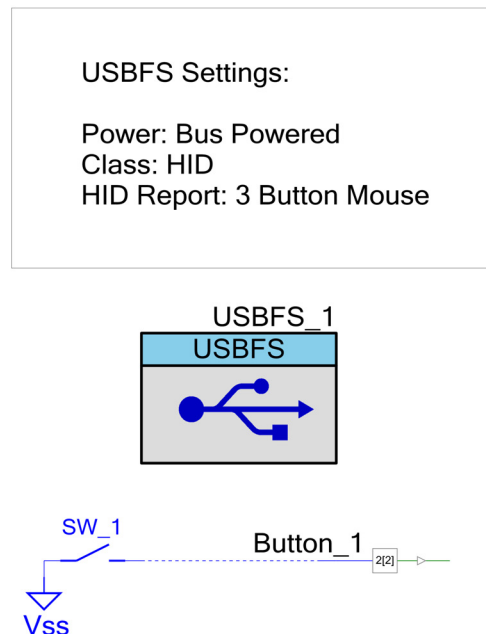 USBFS Settings:
Power: Bus Powered
Class: HID
HID Report: 3 Button Mouse
USBFS_1
USBFS
SW_1
Button_1
2[2]
Vss